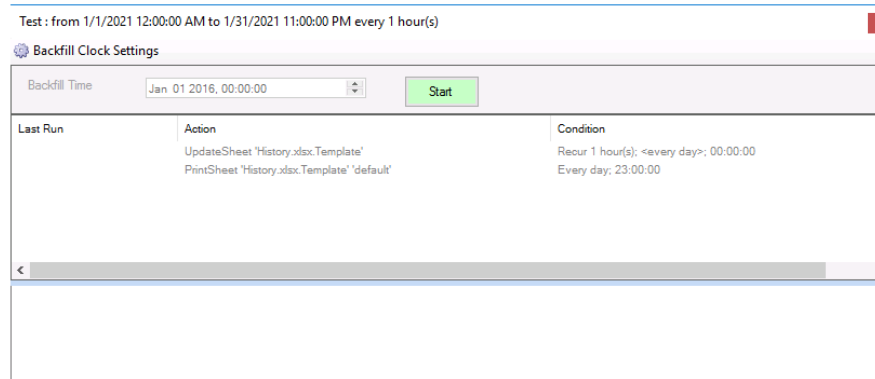 Test : from 1/1/2021 12:00:00 AM to 1/31/2021 11:00:00 PM every 1 hour(s)
Backfill Clock Settings
Backfill Time Jan 01 2016, 00:00:00 Start
Last Run Action Condition
UpdateSheet 'History.xlsx.Template' Recur 1 hour(s); <every day>; 00:00:00
PrintSheet 'History.xlsx.Template' 'default' Every day; 23:00:00